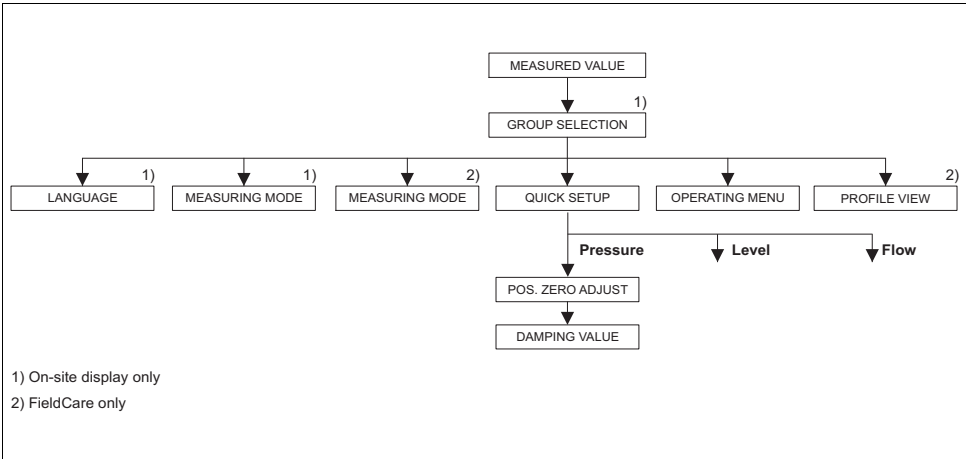 MEASURED VALUE
1)
GROUP SELECTION
1)
LANGUAGE
1)
MEASURING MODE
2)
MEASURING MODE
QUICK SETUP
OPERATING MENU
2)
PROFILE VIEW
Pressure
Level
Flow
POS. ZERO ADJUST
DAMPING VALUE
1) On-site display only
2) FieldCare only